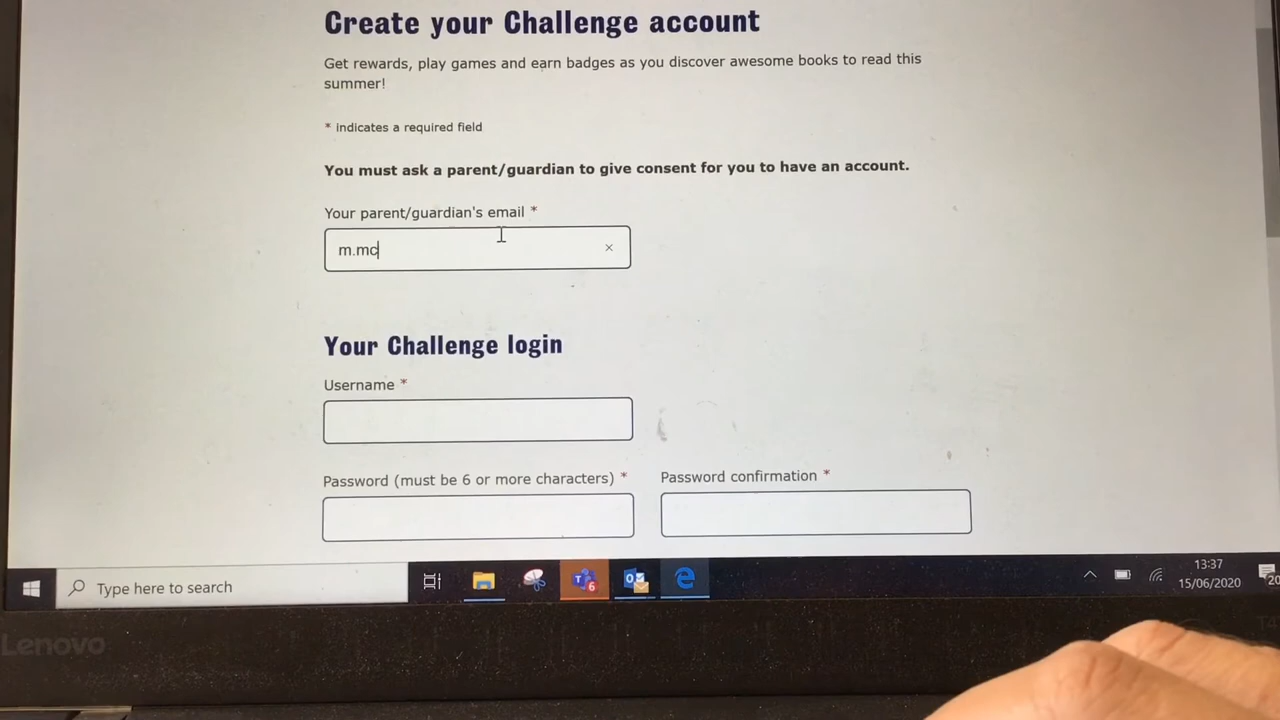 Create your Challenge account
Get rewards, play games and earn badges as you discover awesome books to read this
summer!
* indicates a required field
You must ask a parent/guardian to give consent for you to have an account.
Your parent/guardian's email *
m.mc
×
Your Challenge login
Username *
Password (must be 6 or more characters) *
Password confirmation *
Type here to search
6
13:37
15/06/2020
20
Lenovo